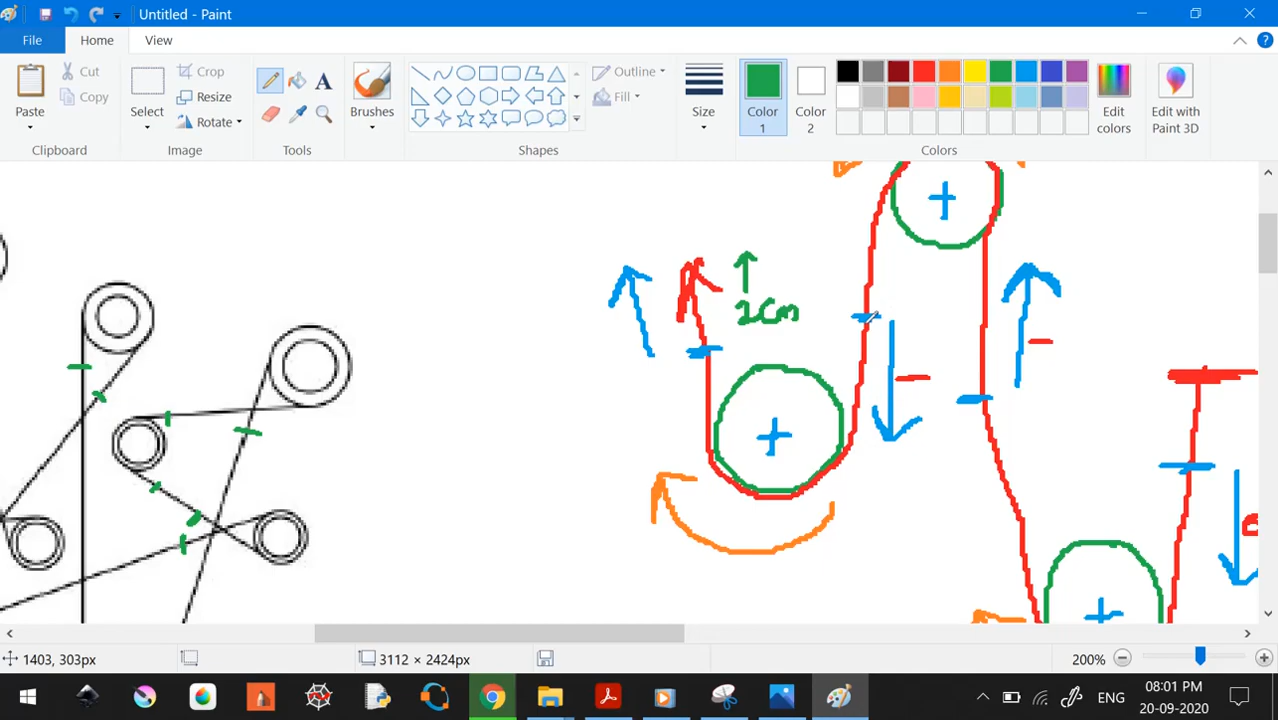 Untitled - Paint
File
Home
View
Paste
Cut
Copy
Clipboard
Select
Crop
Resize
Rotate
Image
A
Tools
Brushes
Outline
Fill
Shapes
Size
Color 1
Color 2
Edit colors
Edit with Paint 3D
Colors
2Cm
1403, 303px
3112 × 2424px
200%
ENG
08:01 PM
20-09-2020